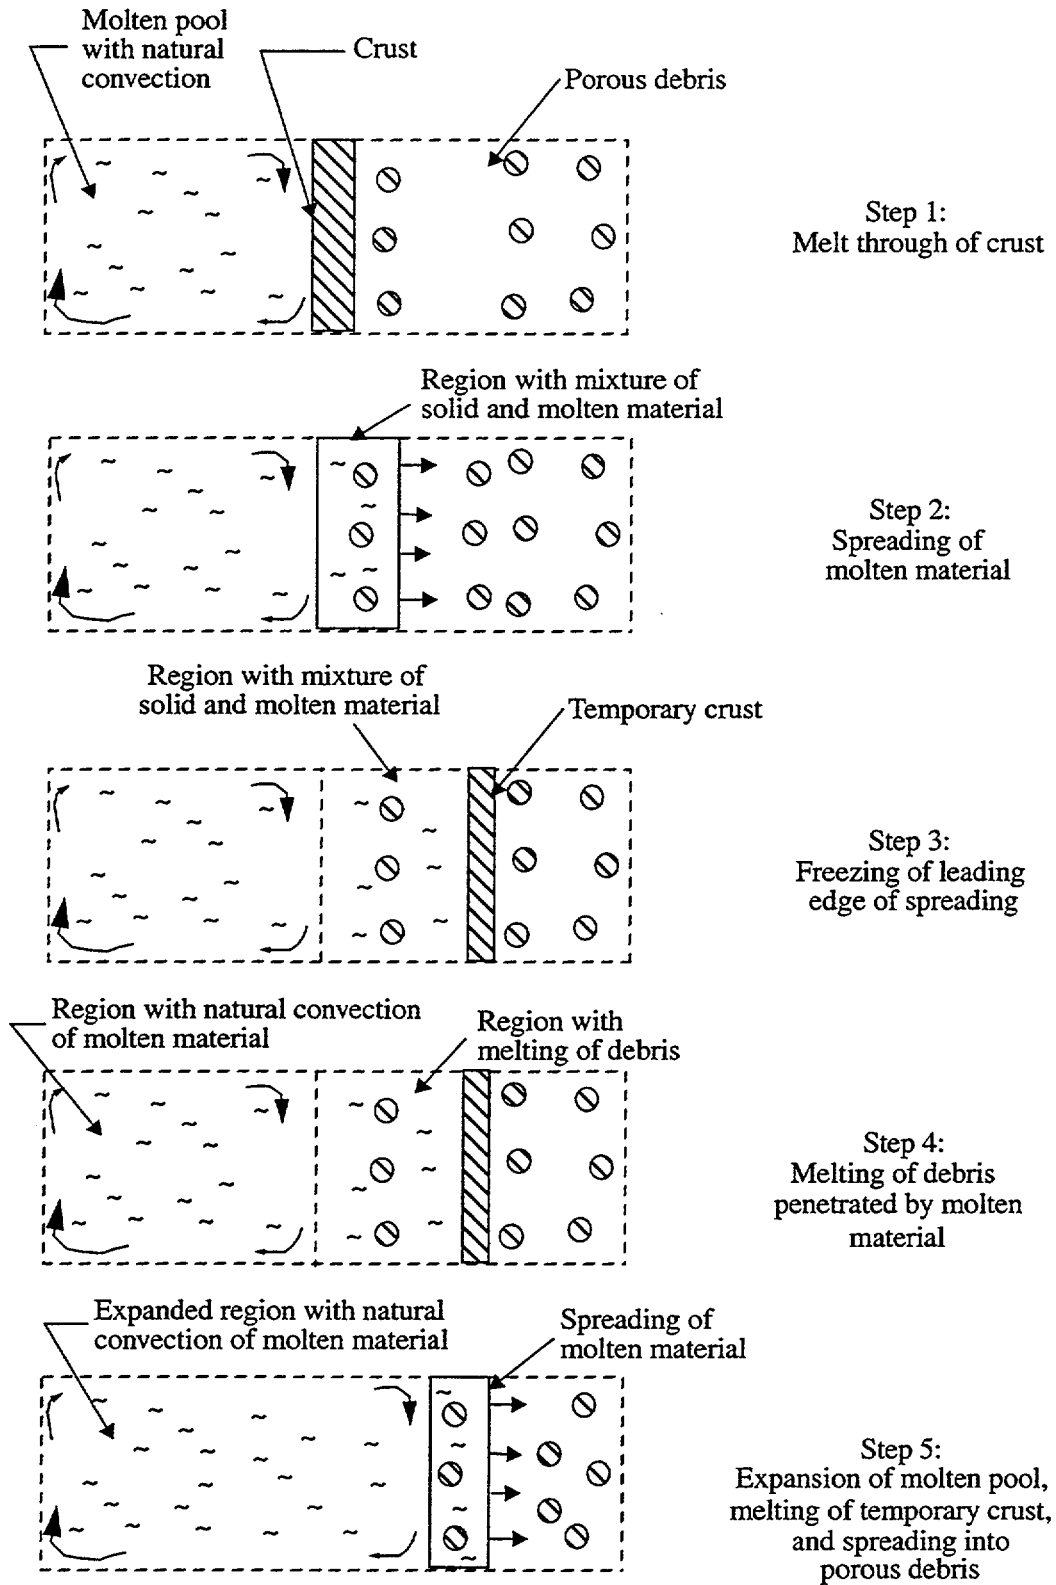 Molten pool
with natural
convection
Crust
Porous debris
Step 1:
Melt through of crust
Region with mixture of
solid and molten material
Step 2:
Spreading of
molten material
Region with mixture of
solid and molten material
Temporary crust
Step 3:
Freezing of leading
edge of spreading
Region with natural convection
of molten material
Region with
melting of debris
Step 4:
Melting of debris
penetrated by molten
material
Expanded region with natural
convection of molten material
Spreading of
molten material
Step 5:
Expansion of molten pool,
melting of temporary crust,
and spreading into
porous debris